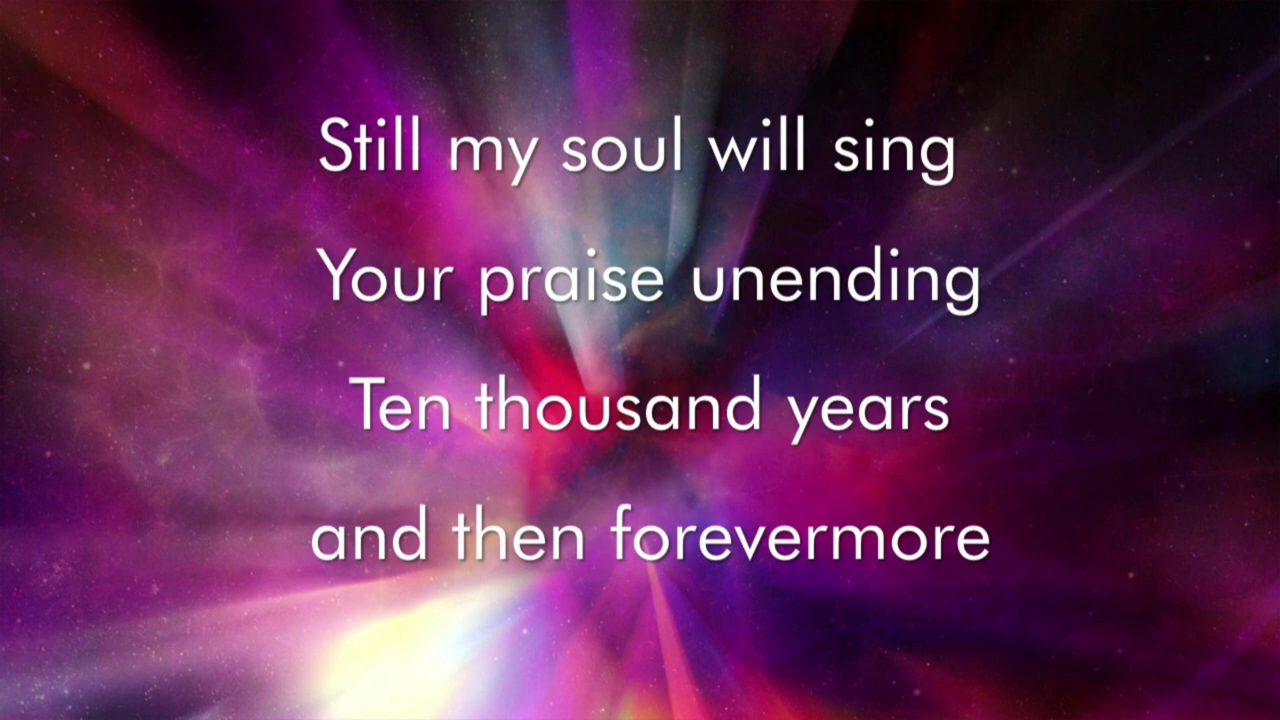 Still my soul will sing
Your praise unending
Ten thousand years
and then forevermore